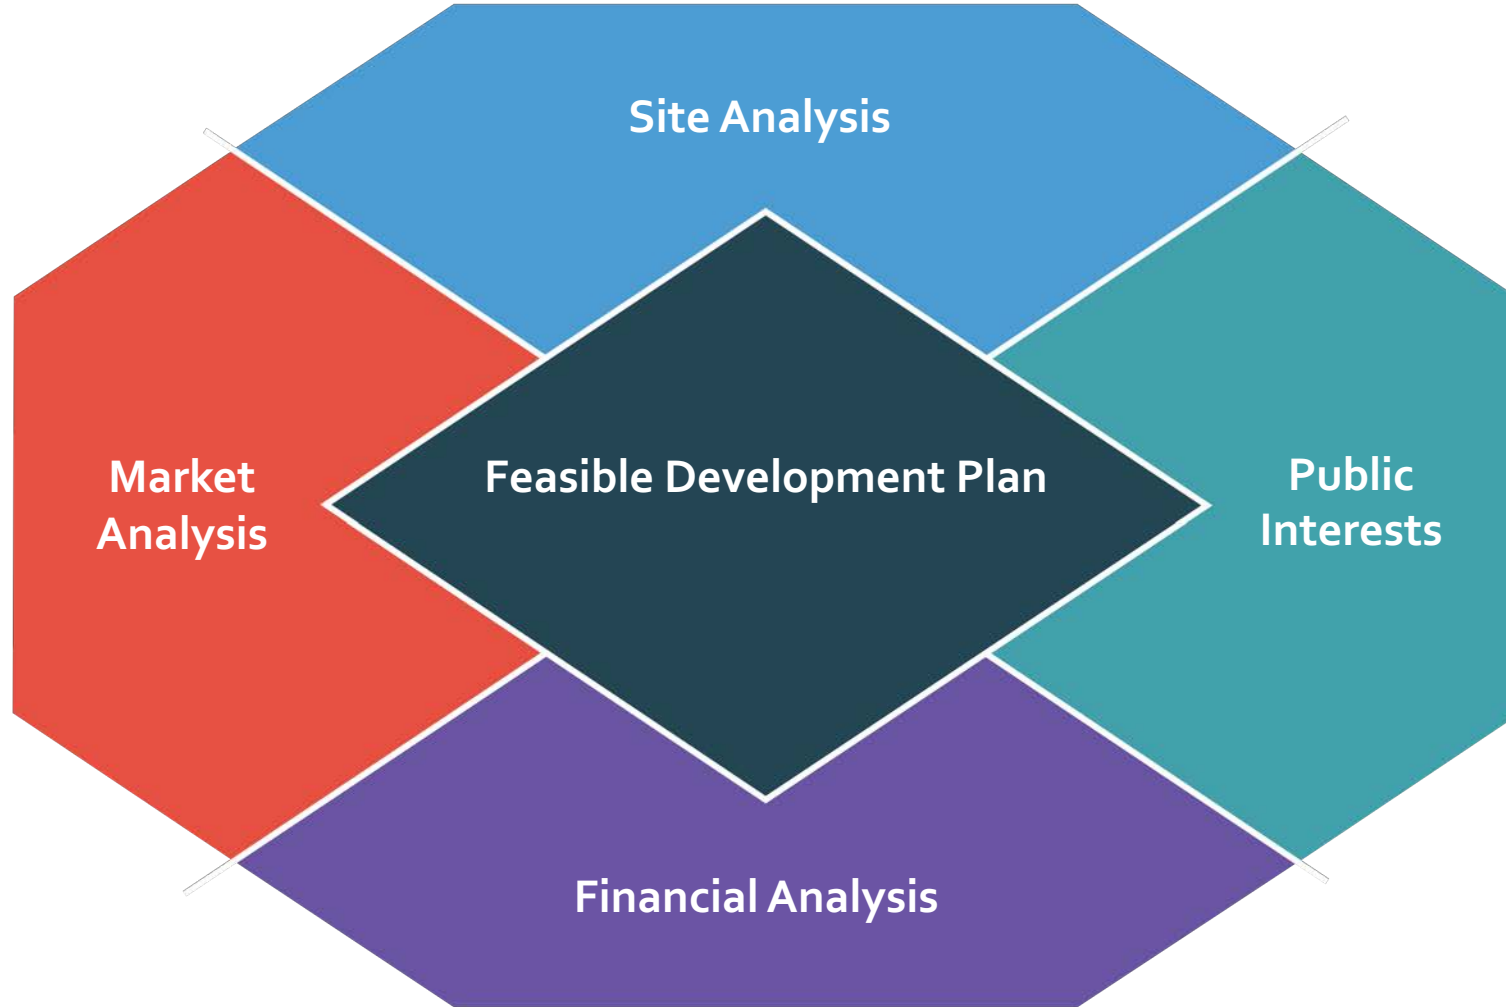 Site Analysis
Market
Analysis
Feasible Development Plan
Public
Interests
Financial Analysis